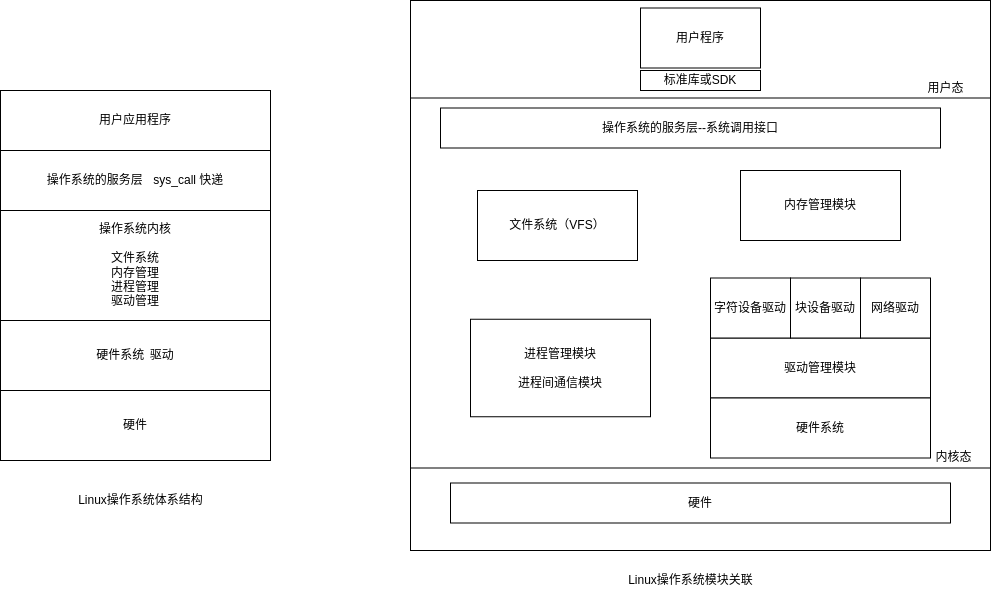 用户应用程序
操作系统的服务层 sys_call 快递
操作系统内核
文件系统
内存管理
进程管理
驱动管理
硬件系统 驱动
硬件
Linux操作系统体系结构
用户程序
标准库或SDK
用户态
操作系统的服务层--系统调用接口
文件系统（VFS）
内存管理模块
字符设备驱动
块设备驱动
网络驱动
进程管理模块
进程间通信模块
驱动管理模块
硬件系统
内核态
硬件
Linux操作系统模块关联